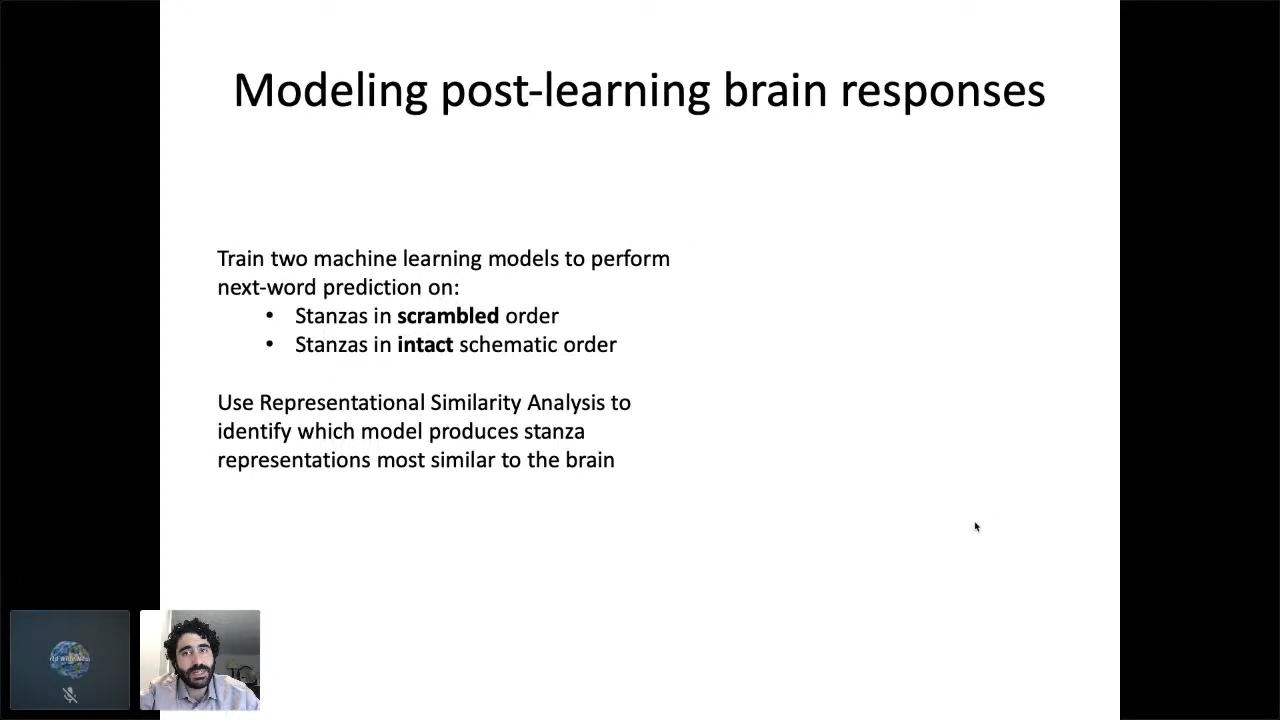 Modeling post-learning brain responses
Train two machine learning models to perform
next-word prediction on:
• Stanzas in scrambled order
• Stanzas in intact schematic order
Use Representational Similarity Analysis to
identify which model produces stanza
representations most similar to the brain